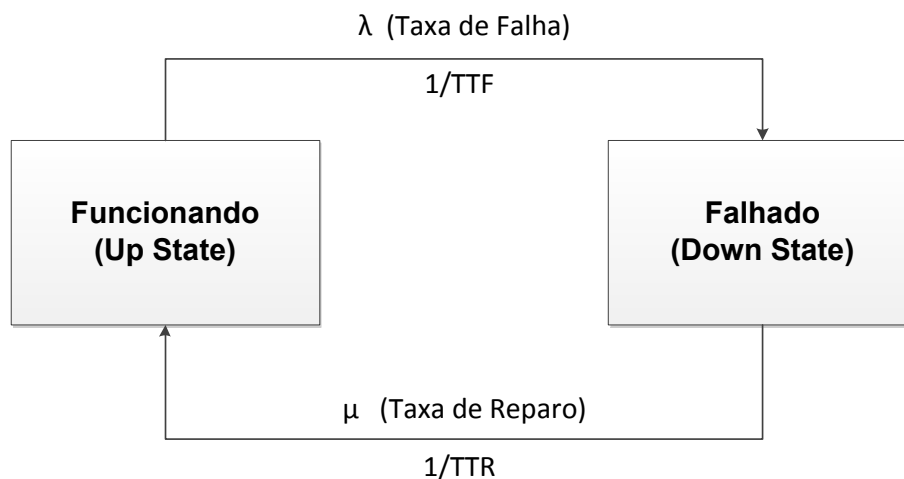 λ (Taxa de Falha)
1/TTF
Funcionando
(Up State)
Falhado
(Down State)
μ (Taxa de Reparo)
1/TTR